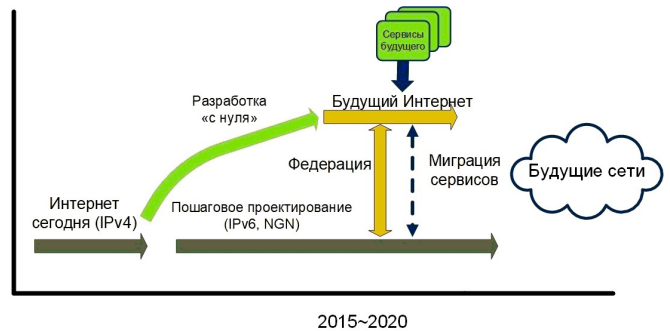 Сервисы
будущего
Разработка
«с нуля»
Будущий Интернет
Федерация
Миграция
сервисов
Будущие сети
Интернет
сегодня (IPv4)
Пошаговое проектирование
(IPv6, NGN)
2015~2020